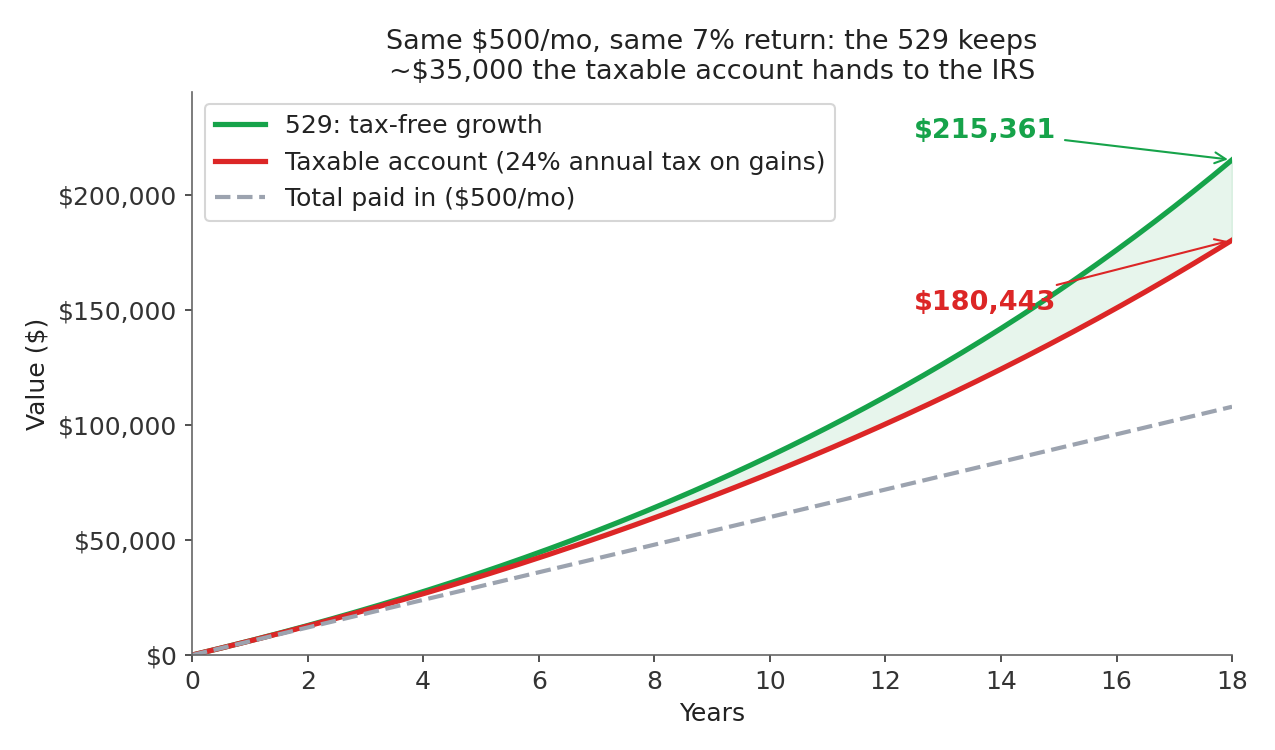 Same $500/mo, same 7% return: the 529 keeps
~$35,000 the taxable account hands to the IRS
529: tax-free growth
Taxable account (24% annual tax on gains)
Total paid in ($500/mo)
$215,361
$180,443
Value ($)
$200,000
$150,000
$100,000
$50,000
$0
0 2 4 6 8 10 12 14 16 18
Years